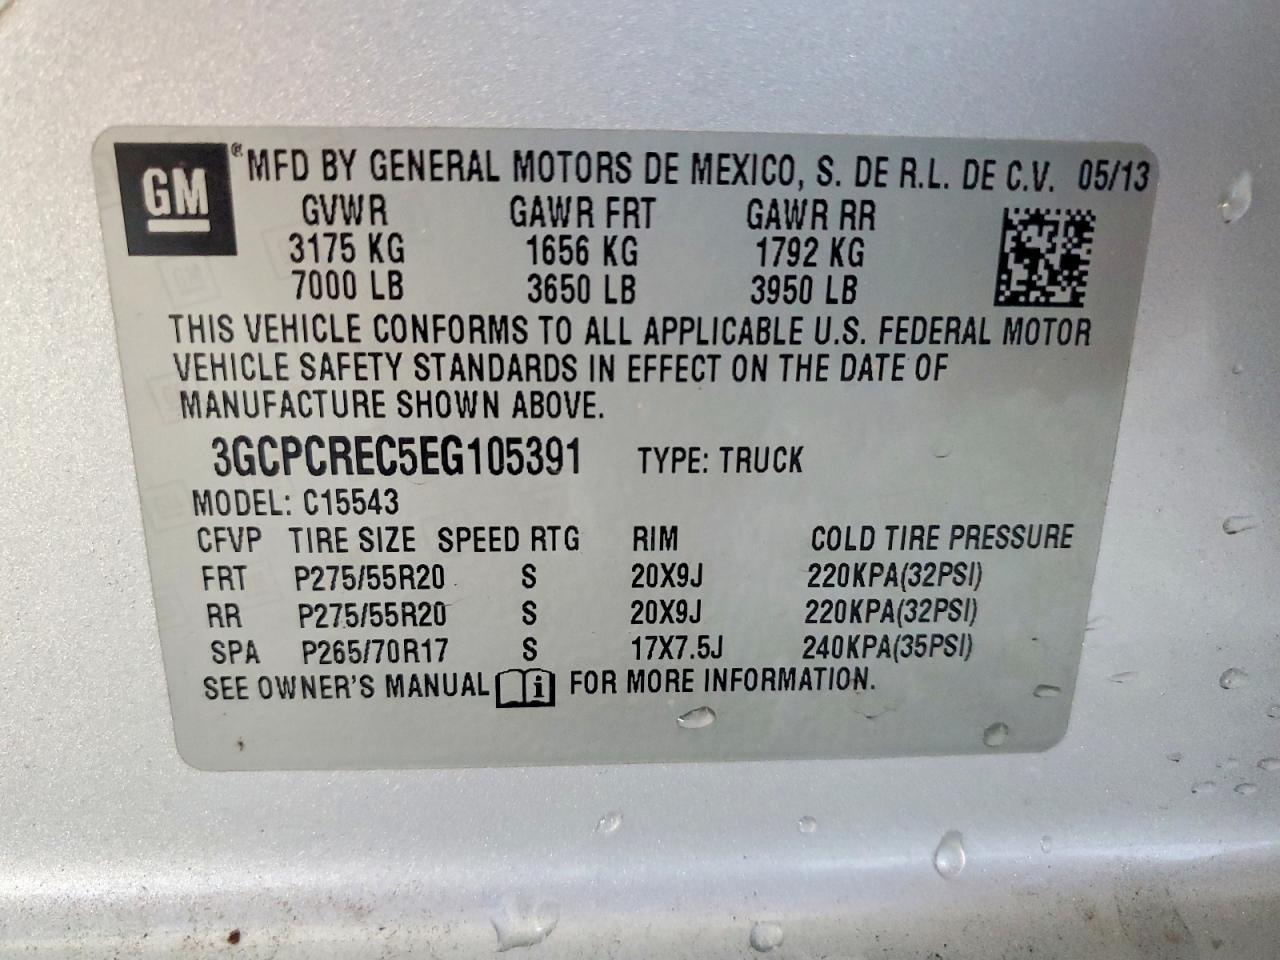 GM ® MFD BY GENERAL MOTORS DE MEXICO, S. DE R.L. DE C.V. 05/13
GVWR GAWR FRT GAWR RR
3175 KG 1656 KG 1792 KG
7000 LB 3650 LB 3950 LB
THIS VEHICLE CONFORMS TO ALL APPLICABLE U.S. FEDERAL MOTOR
VEHICLE SAFETY STANDARDS IN EFFECT ON THE DATE OF
MANUFACTURE SHOWN ABOVE.
3GCPCREC5EG105391 TYPE: TRUCK
MODEL: C15543
CFVP TIRE SIZE SPEED RTG RIM COLD TIRE PRESSURE
FRT P275/55R20 S 20X9J 220KPA(32PSI)
RR P275/55R20 S 20X9J 220KPA(32PSI)
SPA P265/70R17 S 17X7.5J 240KPA(35PSI)
SEE OWNER'S MANUAL i FOR MORE INFORMATION.